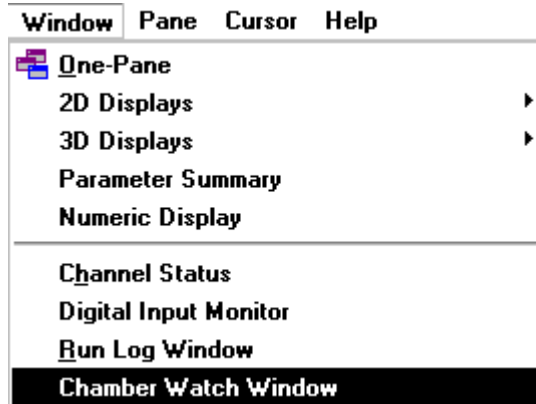 Window Pane Cursor Help
One-Pane
2D Displays
3D Displays
Parameter Summary
Numeric Display
Channel Status
Digital Input Monitor
Run Log Window
Chamber Watch Window